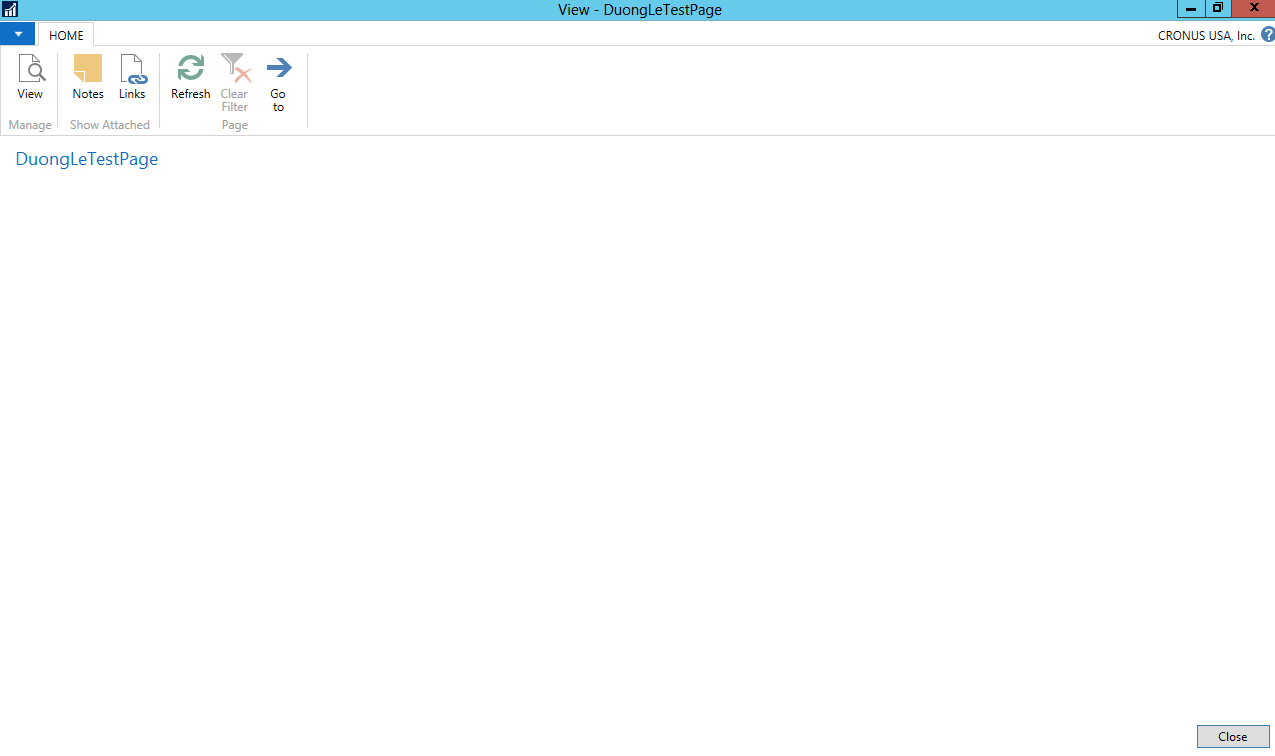 View - DuongLeTestPage
X
HOME
CRONUS USA, Inc.
?
View
Notes
Links
Refresh
Clear
Filter
Go
to
Manage
Show Attached
Page
DuongLeTestPage
Close